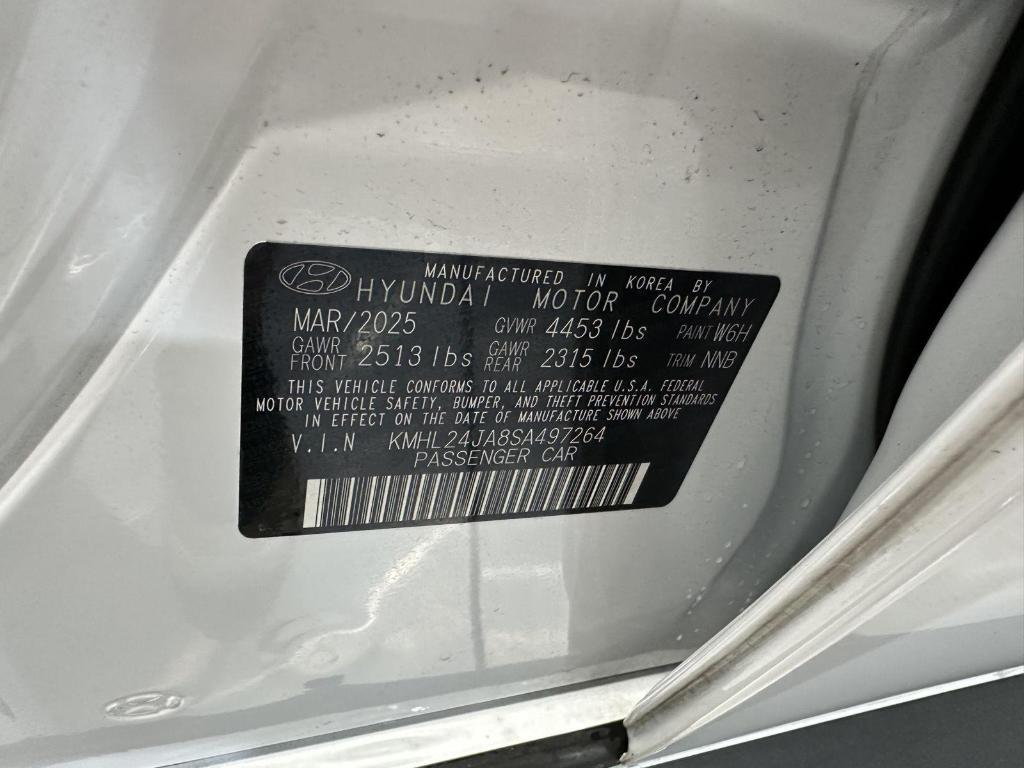 MANUFACTURED IN KOREA BY
HYUNDAI MOTOR COMPANY
MAR/2025 GVWR 4453 lbs PAINT W6H
GAWR FRONT 2513 lbs GAWR REAR 2315 lbs TRIM NNB
THIS VEHICLE CONFORMS TO ALL APPLICABLE U.S.A. FEDERAL
MOTOR VEHICLE SAFETY, BUMPER, AND THEFT PREVENTION STANDARDS
IN EFFECT ON THE DATE OF MANUFACTURE SHOWN ABOVE
V.I.N KMHL24JA8SA497264
PASSENGER CAR